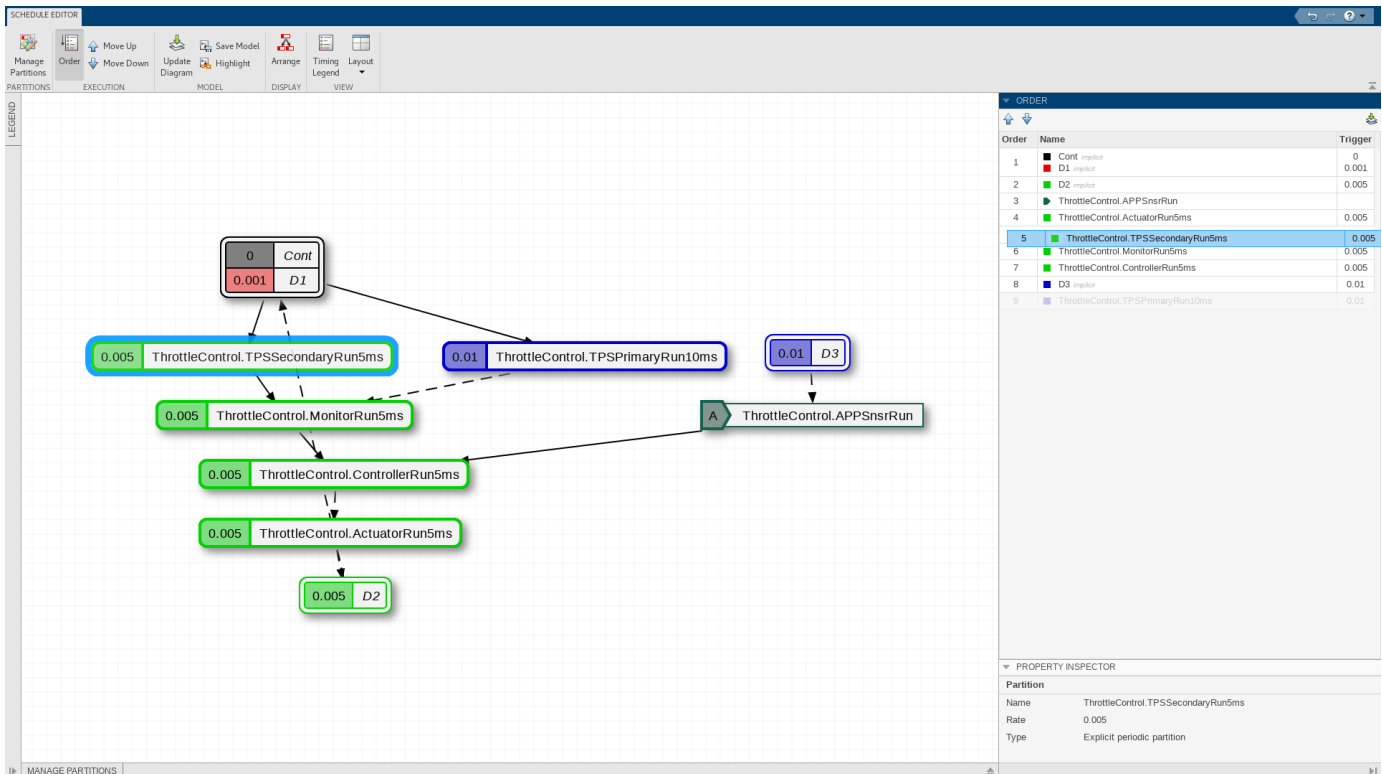 SCHEDULE EDITOR
Manage Partitions
Order
Move Up
Move Down
Update Diagram
Save Model
Highlight
Arrange
Timing Legend
Layout
PARTITIONS
EXECUTION
MODEL
DISPLAY
VIEW
LEGEND
0 Cont
0.001 D1
0.005 ThrottleControl.TPSSecondaryRun5ms
0.01 ThrottleControl.TPSPrimaryRun10ms
0.01 D3
0.005 ThrottleControl.MonitorRun5ms
A ThrottleControl.APPSnsrRun
0.005 ThrottleControl.ControllerRun5ms
0.005 ThrottleControl.ActuatorRun5ms
0.005 D2
MANAGE PARTITIONS
ORDER
Order Name Trigger
1 Cont implicit 0
D1 implicit 0.001
2 D2 implicit 0.005
3 ThrottleControl.APPSnsrRun
4 ThrottleControl.ActuatorRun5ms 0.005
5 ThrottleControl.TPSSecondaryRun5ms 0.005
6 ThrottleControl.MonitorRun5ms 0.005
7 ThrottleControl.ControllerRun5ms 0.005
8 D3 implicit 0.01
9 ThrottleControl.TPSPrimaryRun10ms 0.01
PROPERTY INSPECTOR
Partition
Name ThrottleControl.TPSSecondaryRun5ms
Rate 0.005
Type Explicit periodic partition